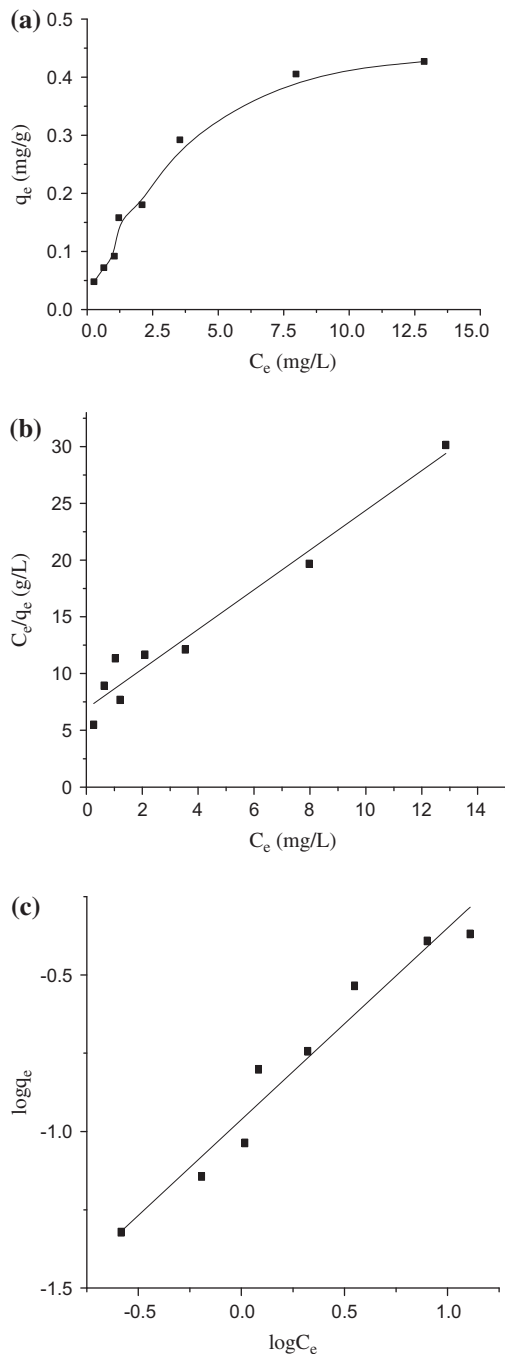 (a)
0.5
0.4
0.3
0.2
0.1
0.0
qe (mg/g)
0.0 2.5 5.0 7.5 10.0 12.5 15.0
Ce (mg/L)
(b)
30
25
20
15
10
5
0
Ce/qe (g/L)
0 2 4 6 8 10 12 14
Ce (mg/L)
(c)
-0.5
-1.0
-1.5
logqe
-0.5 0.0 0.5 1.0
logCe